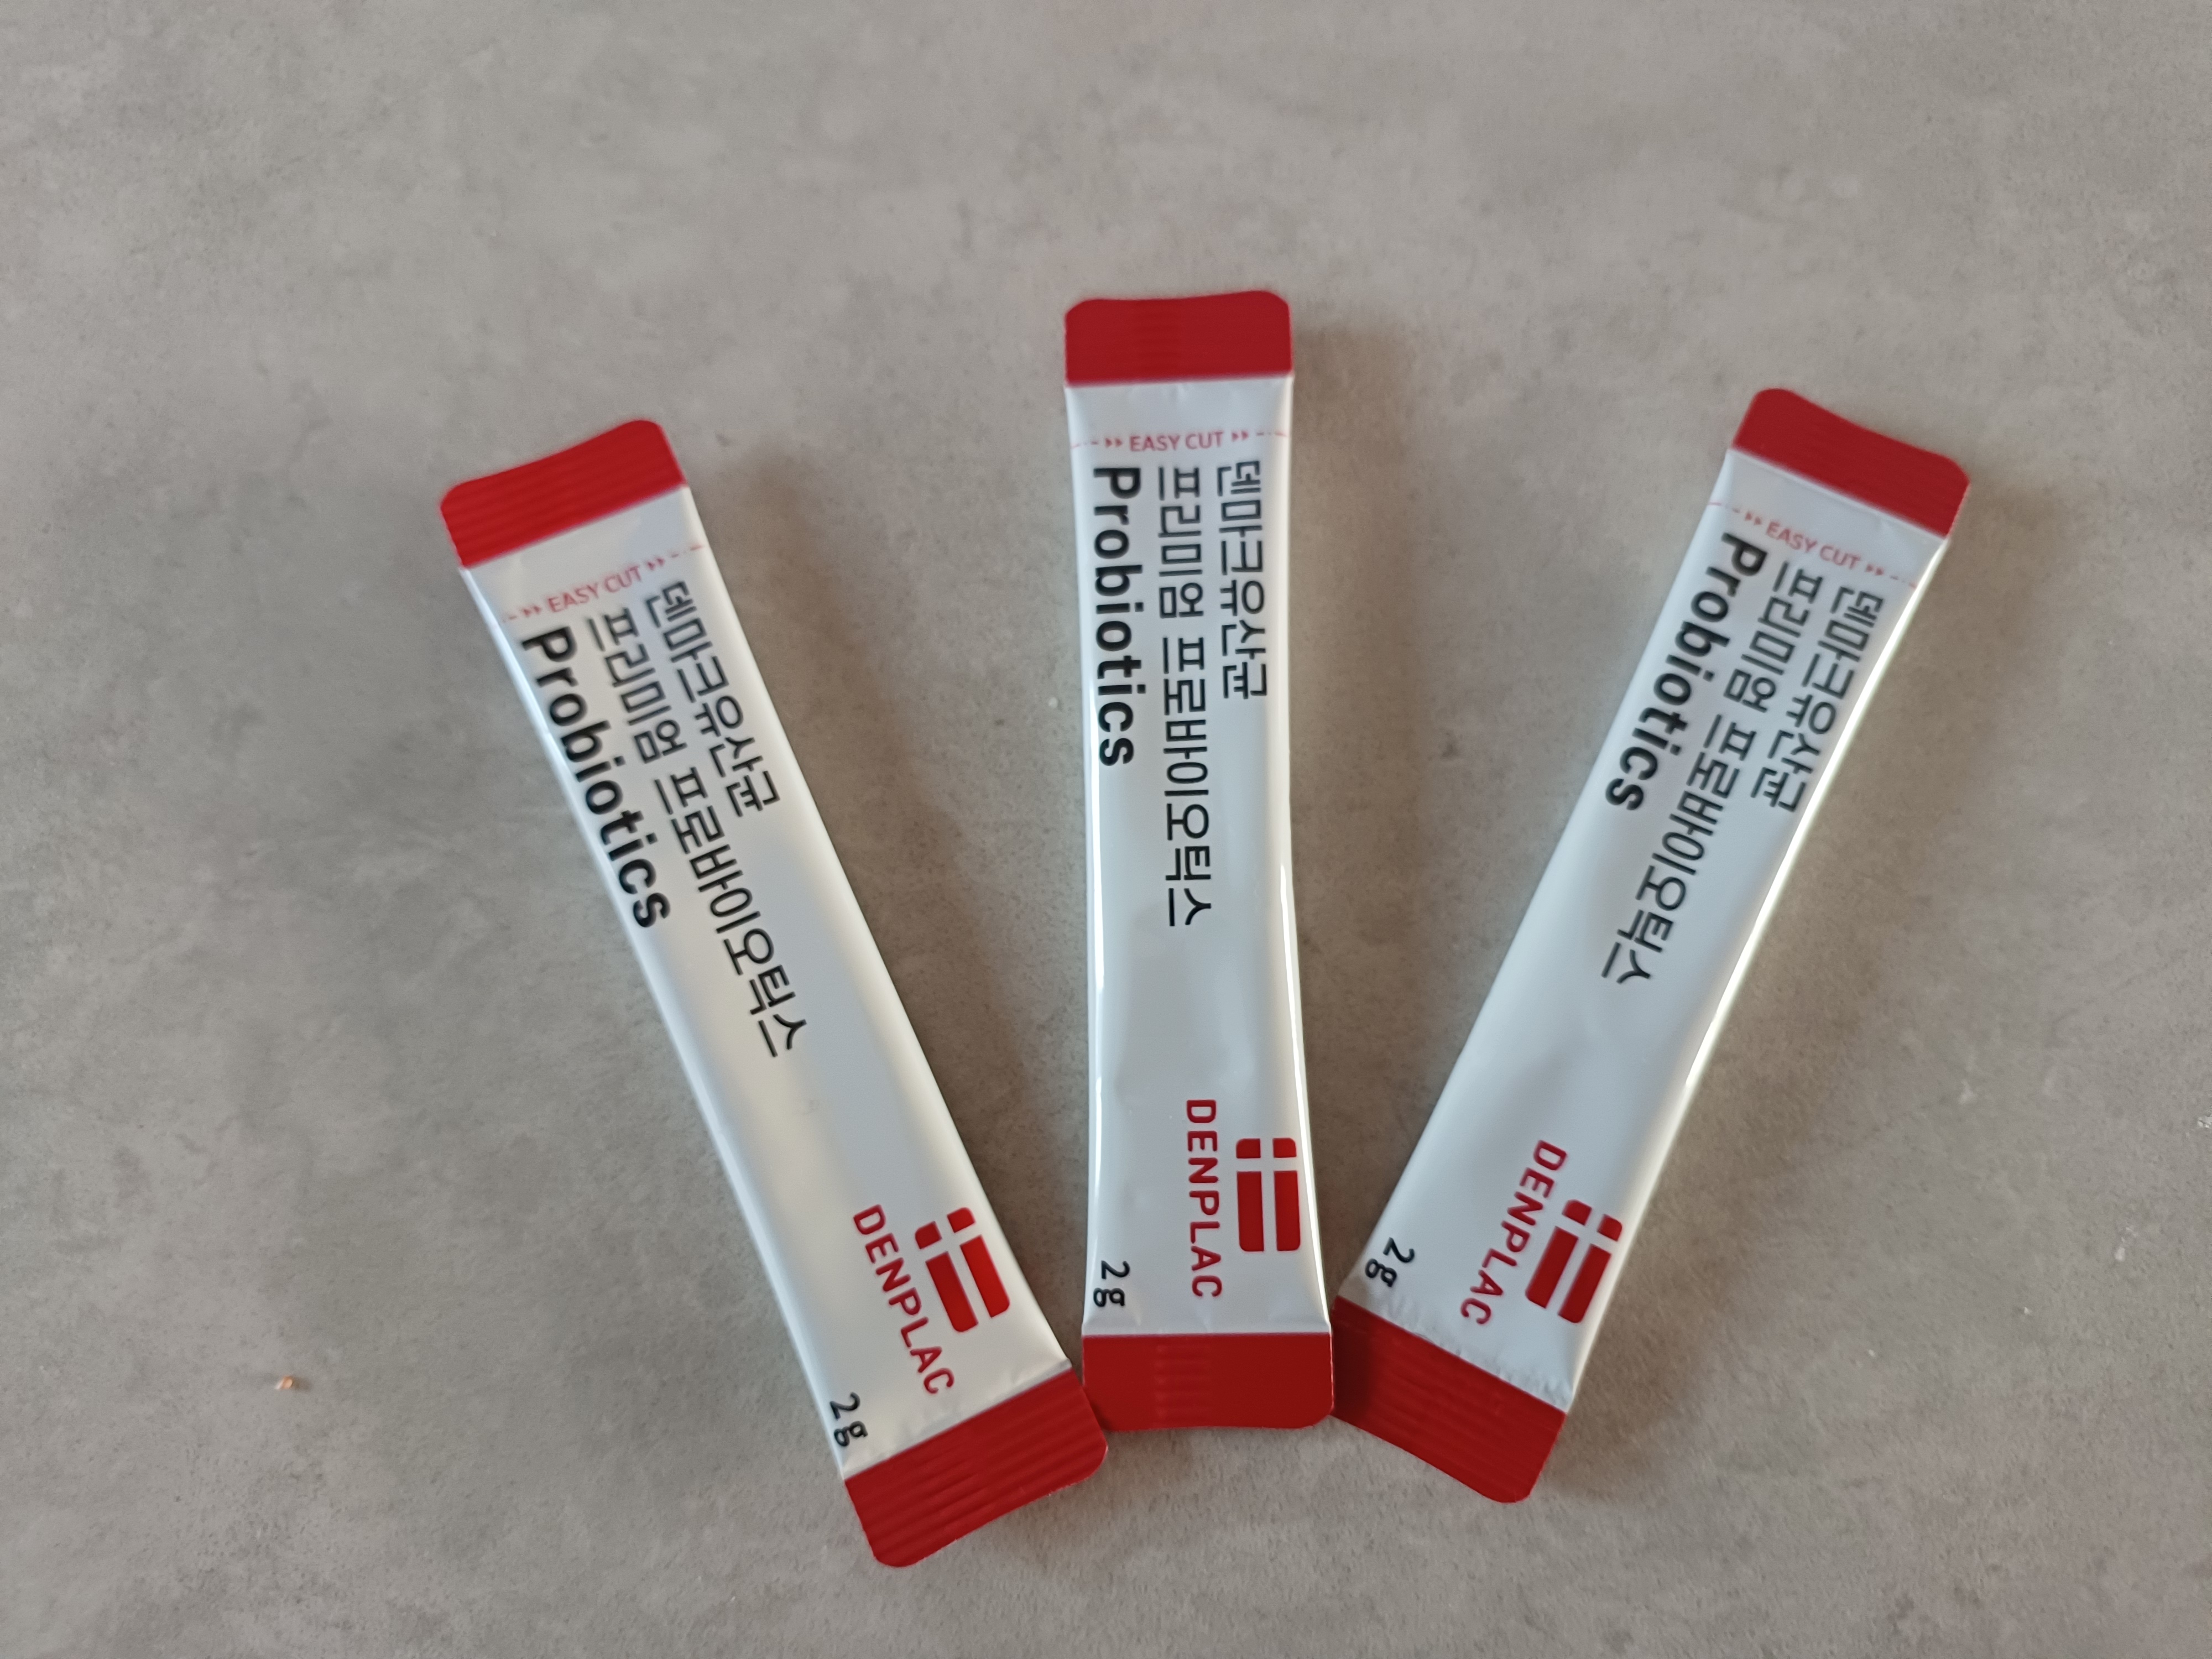 EASY CUT
덴마크유산균
프리미엄 프로바이오틱스
Probiotics
DENPLAC
2g
EASY CUT
덴마크유산균
프리미엄 프로바이오틱스
Probiotics
DENPLAC
2g
EASY CUT
덴마크유산균
프리미엄 프로바이오틱스
Probiotics
DENPLAC
2g